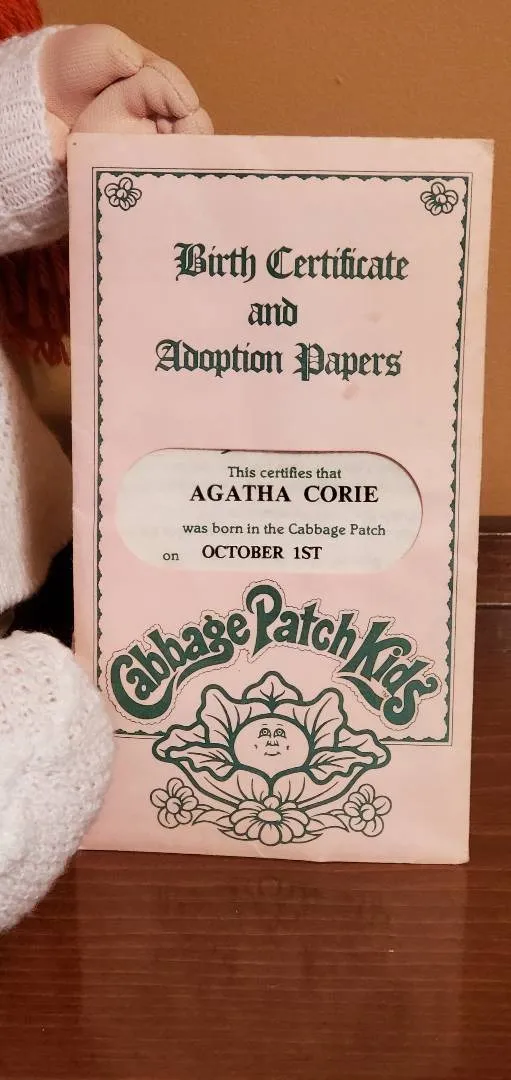 Birth Certificate
and
Adoption Papers
This certifies that
AGATHA CORIE
was born in the Cabbage Patch
on OCTOBER 1ST
Cabbage Patch Kids